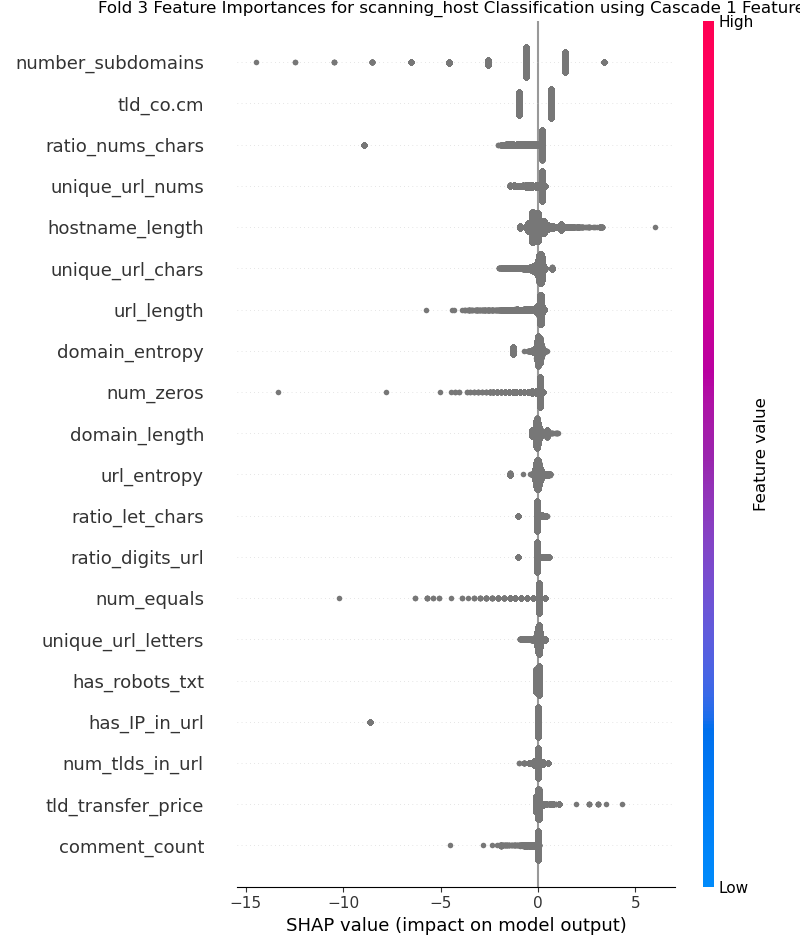 Fold 3 Feature Importances for scanning_host Classification using Cascade 1 Feature
High
number_subdomains
tld_co.cm
ratio_nums_chars
unique_url_nums
hostname_length
unique_url_chars
url_length
domain_entropy
num_zeros
domain_length
url_entropy
ratio_let_chars
ratio_digits_url
num_equals
unique_url_letters
has_robots_txt
has_IP_in_url
num_tlds_in_url
tld_transfer_price
comment_count
Feature value
Low
−15 −10 −5 0 5
SHAP value (impact on model output)